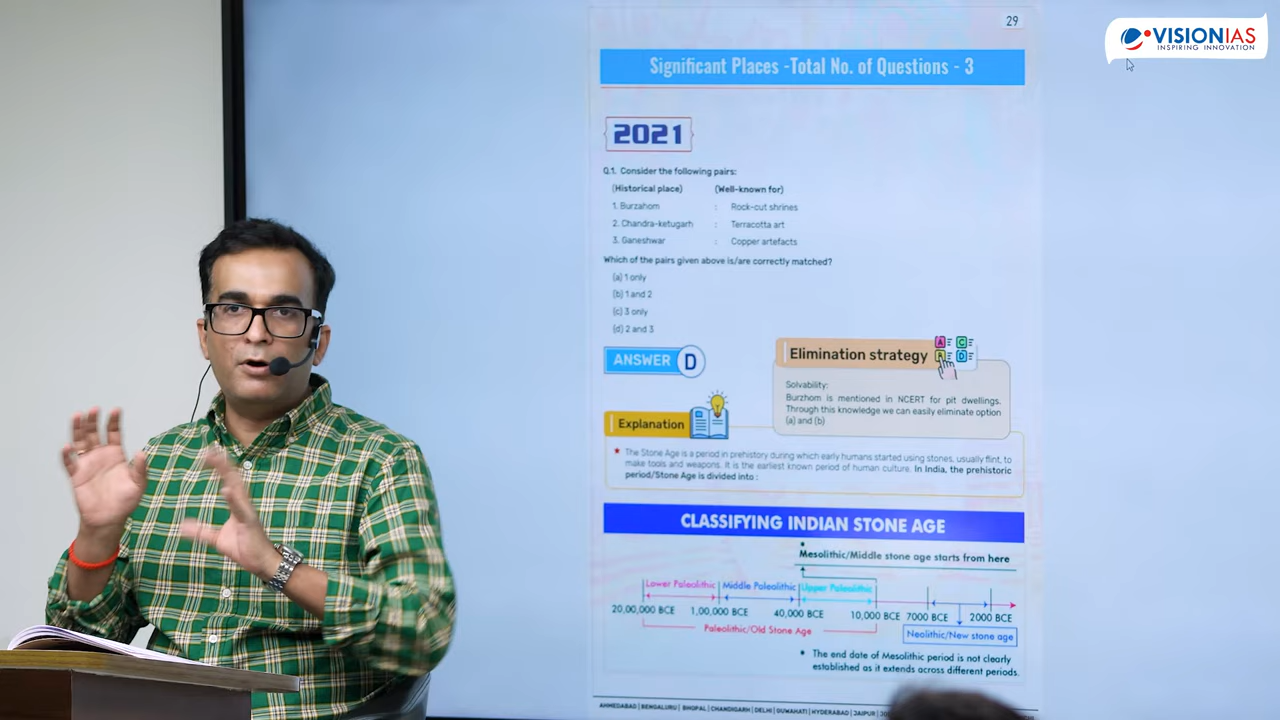 29
VISIONIAS
INSPIRING INNOVATION
Significant Places -Total No. of Questions - 3
2021
Q.1. Consider the following pairs:
(Historical place) (Well-known for)
1. Burzahom : Rock-cut shrines
2. Chandra-ketugarh : Terracotta art
3. Ganeshwar : Copper artefacts
Which of the pairs given above is/are correctly matched?
(a) 1 only
(b) 1 and 2
(c) 3 only
(d) 2 and 3
ANSWER D
Elimination strategy
A C
B D
Solvability:
Burzhom is mentioned in NCERT for pit dwellings.
Through this knowledge we can easily eliminate option
(a) and (b)
Explanation
The Stone Age is a period in prehistory during which early humans started using stones, usually flint, to
make tools and weapons. It is the earliest known period of human culture. In India, the prehistoric
period/Stone Age is divided into :
CLASSIFYING INDIAN STONE AGE
Mesolithic/Middle stone age starts from here
Lower Paleolithic Middle Paleolithic Upper Paleolithic
20,00,000 BCE 1,00,000 BCE 40,000 BCE 10,000 BCE 7000 BCE 2000 BCE
Paleolithic/Old Stone Age
Neolithic/New stone age
• The end date of Mesolithic period is not clearly
established as it extends across different periods.
AHMEDABAD | BENGALURU | BHOPAL | CHANDIGARH | DELHI | GUWAHATI | HYDERABAD | JAIPUR |